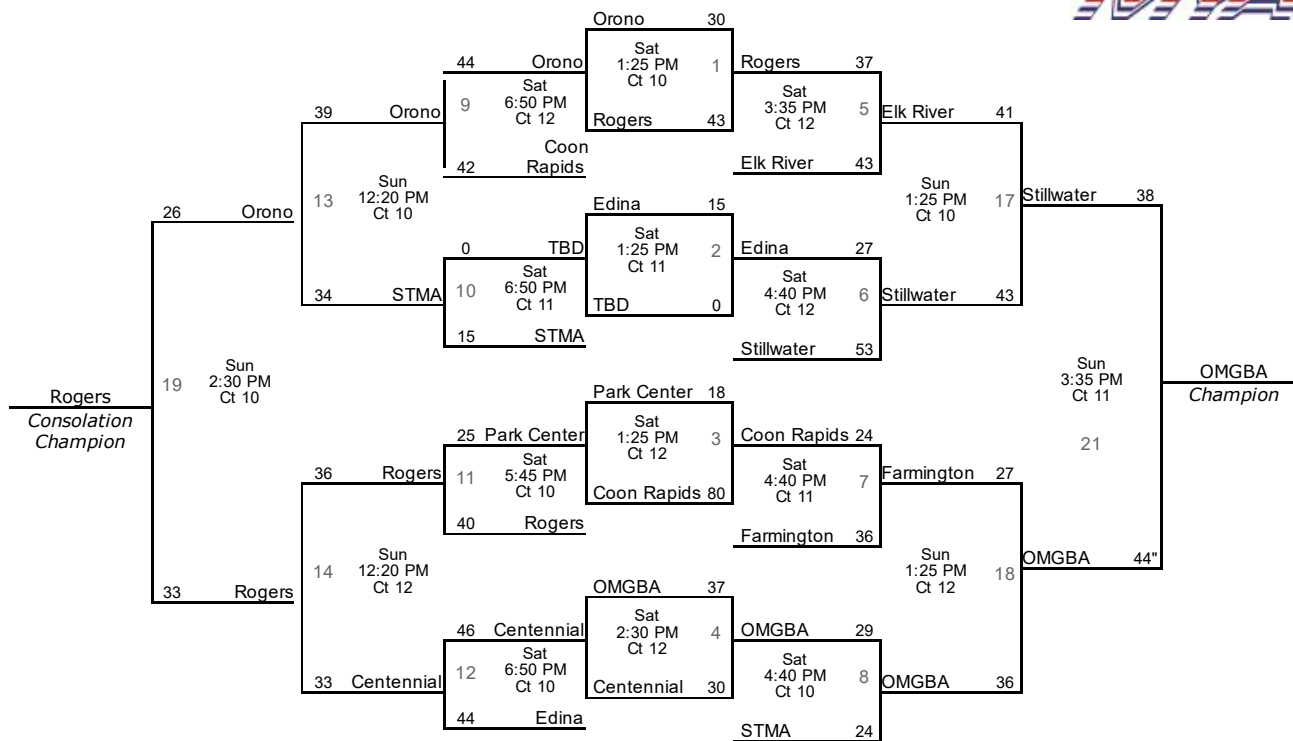 Orono 30
Sat
1:25 PM
Ct 10
1
Rogers 43
44 Orono
Sat
6:50 PM
Ct 12
9
Coon
Rapids
42
Rogers 37
Sat
3:35 PM
Ct 12
5
Elk River 43
39 Orono
Sun
12:20 PM
Ct 10
13
34 STMA
Elk River 41
Sun
1:25 PM
Ct 10
17
Stillwater 43
Edina 15
Sat
1:25 PM
Ct 11
2
TBD 0
0 TBD
Sat
6:50 PM
Ct 11
10
15 STMA
Edina 27
Sat
4:40 PM
Ct 12
6
Stillwater 53
26 Orono
Sun
2:30 PM
Ct 10
19
33 Rogers
Rogers
Consolation
Champion
Stillwater 38
Sun
3:35 PM
Ct 11
21
OMGBA 44"
OMGBA
Champion
Park Center 18
Sat
1:25 PM
Ct 12
3
Coon Rapids 80
25 Park Center
Sat
5:45 PM
Ct 10
11
40 Rogers
Coon Rapids 24
Sat
4:40 PM
Ct 11
7
Farmington 36
36 Rogers
Sun
12:20 PM
Ct 12
14
33 Centennial
Farmington 27
Sun
1:25 PM
Ct 12
18
OMGBA 36
OMGBA 37
Sat
2:30 PM
Ct 12
4
Centennial 30
46 Centennial
Sat
6:50 PM
Ct 10
12
44 Edina
OMGBA 29
Sat
4:40 PM
Ct 10
8
STMA 24